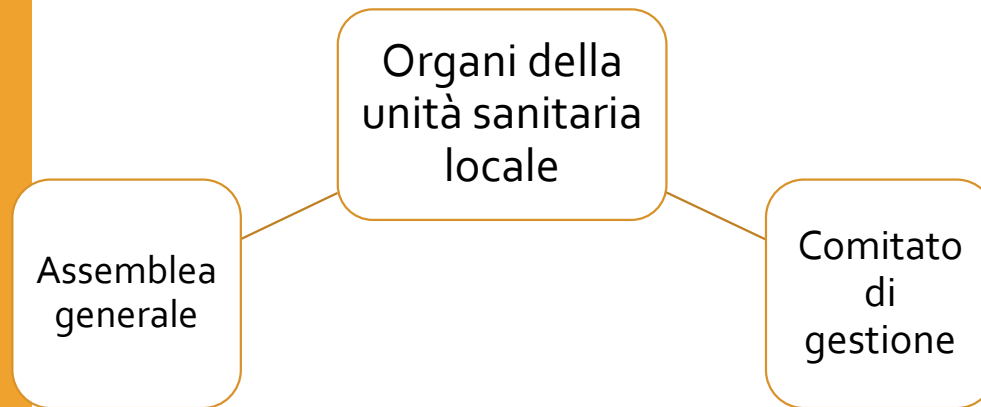 Organi della
unità sanitaria
locale
Assemblea
generale
Comitato
di
gestione